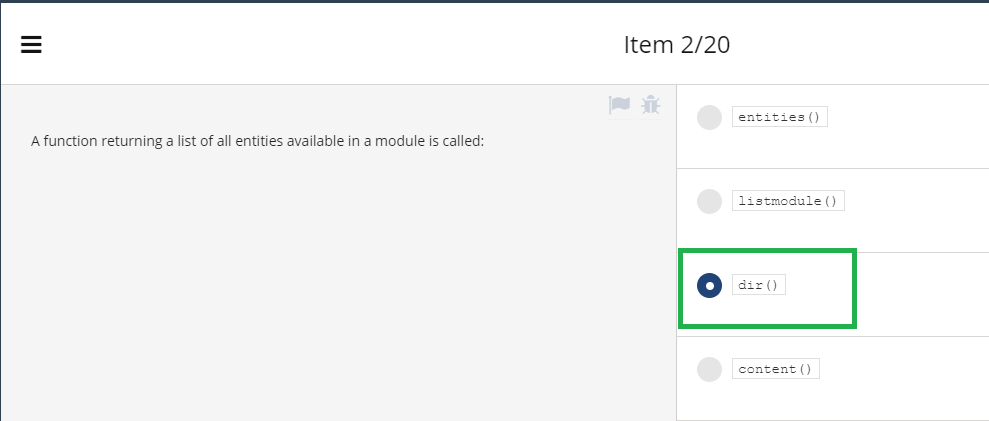 Item 2/20
A function returning a list of all entities available in a module is called:
entities()
listmodule()
dir()
content()